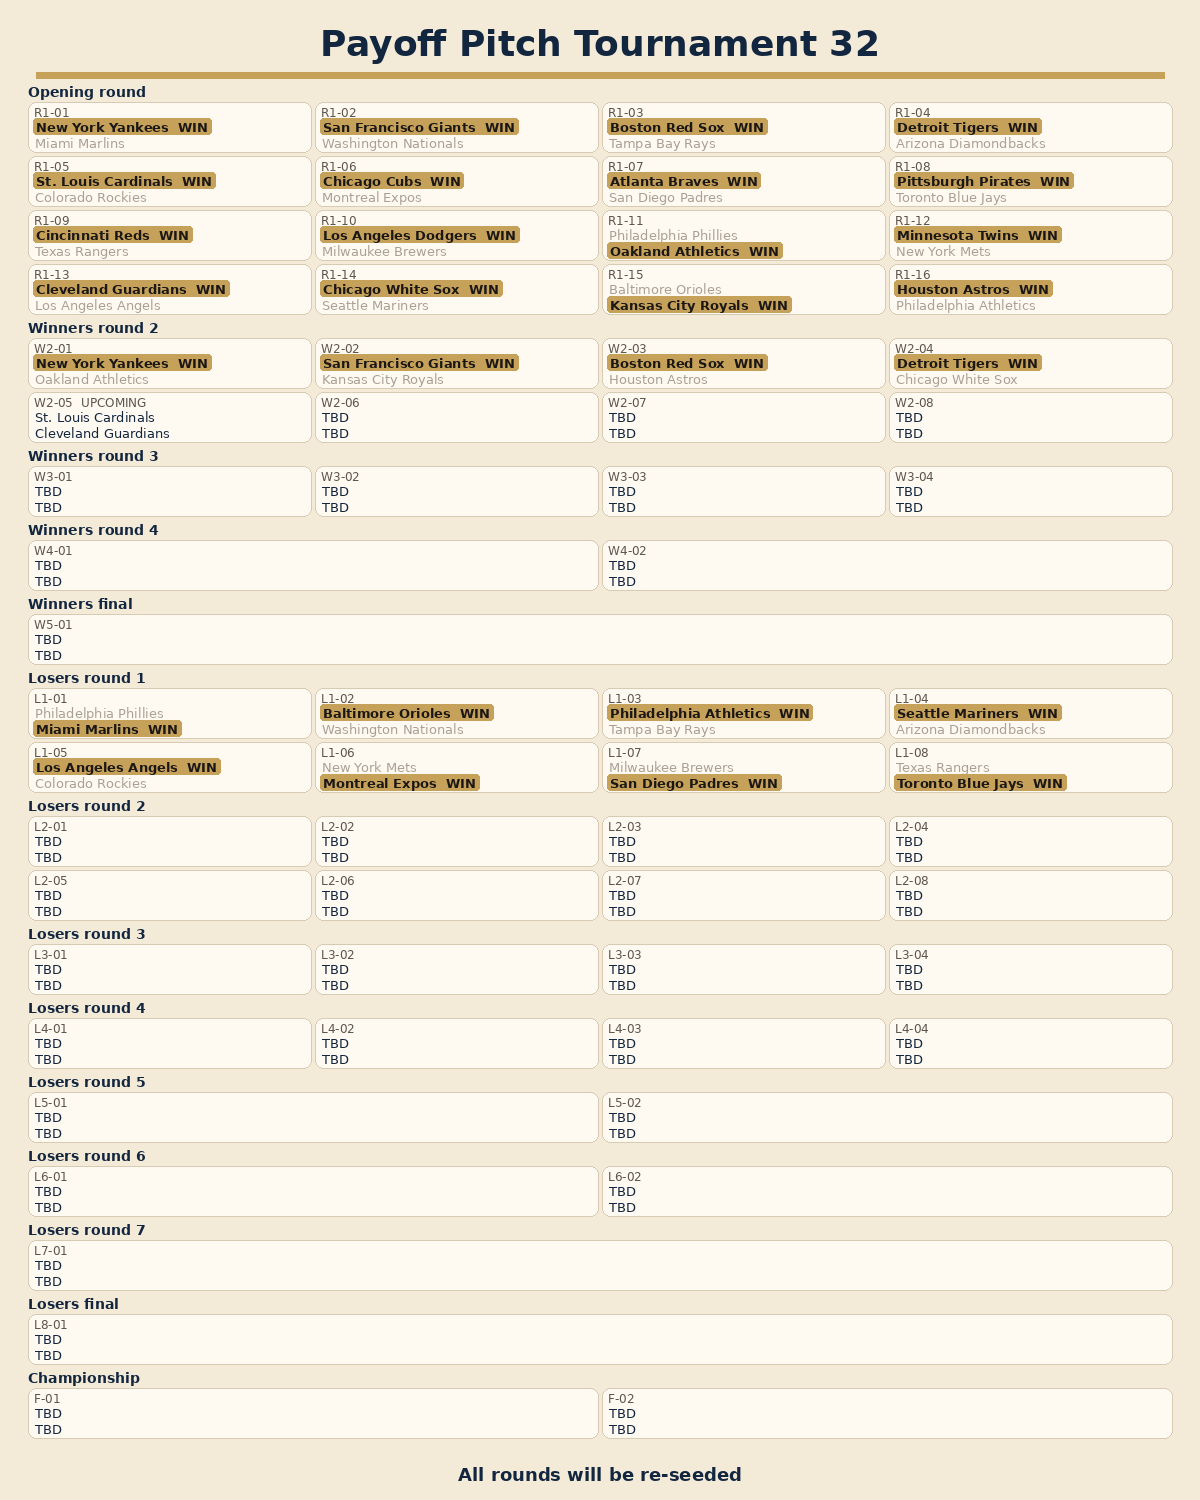 Payoff Pitch Tournament 32
Opening round
R1-01
New York Yankees WIN
Miami Marlins
R1-02
San Francisco Giants WIN
Washington Nationals
R1-03
Boston Red Sox WIN
Tampa Bay Rays
R1-04
Detroit Tigers WIN
Arizona Diamondbacks
R1-05
St. Louis Cardinals WIN
Colorado Rockies
R1-06
Chicago Cubs WIN
Montreal Expos
R1-07
Atlanta Braves WIN
San Diego Padres
R1-08
Pittsburgh Pirates WIN
Toronto Blue Jays
R1-09
Cincinnati Reds WIN
Texas Rangers
R1-10
Los Angeles Dodgers WIN
Milwaukee Brewers
R1-11
Philadelphia Phillies
Oakland Athletics WIN
R1-12
Minnesota Twins WIN
New York Mets
R1-13
Cleveland Guardians WIN
Los Angeles Angels
R1-14
Chicago White Sox WIN
Seattle Mariners
R1-15
Baltimore Orioles
Kansas City Royals WIN
R1-16
Houston Astros WIN
Philadelphia Athletics
Winners round 2
W2-01
New York Yankees WIN
Oakland Athletics
W2-02
San Francisco Giants WIN
Kansas City Royals
W2-03
Boston Red Sox WIN
Houston Astros
W2-04
Detroit Tigers WIN
Chicago White Sox
W2-05 UPCOMING
St. Louis Cardinals
Cleveland Guardians
W2-06
TBD
TBD
W2-07
TBD
TBD
W2-08
TBD
TBD
Winners round 3
W3-01
TBD
TBD
W3-02
TBD
TBD
W3-03
TBD
TBD
W3-04
TBD
TBD
Winners round 4
W4-01
TBD
TBD
W4-02
TBD
TBD
Winners final
W5-01
TBD
TBD
Losers round 1
L1-01
Philadelphia Phillies
Miami Marlins WIN
L1-02
Baltimore Orioles WIN
Washington Nationals
L1-03
Philadelphia Athletics WIN
Tampa Bay Rays
L1-04
Seattle Mariners WIN
Arizona Diamondbacks
L1-05
Los Angeles Angels WIN
Colorado Rockies
L1-06
New York Mets
Montreal Expos WIN
L1-07
Milwaukee Brewers
San Diego Padres WIN
L1-08
Texas Rangers
Toronto Blue Jays WIN
Losers round 2
L2-01
TBD
TBD
L2-02
TBD
TBD
L2-03
TBD
TBD
L2-04
TBD
TBD
L2-05
TBD
TBD
L2-06
TBD
TBD
L2-07
TBD
TBD
L2-08
TBD
TBD
Losers round 3
L3-01
TBD
TBD
L3-02
TBD
TBD
L3-03
TBD
TBD
L3-04
TBD
TBD
Losers round 4
L4-01
TBD
TBD
L4-02
TBD
TBD
L4-03
TBD
TBD
L4-04
TBD
TBD
Losers round 5
L5-01
TBD
TBD
L5-02
TBD
TBD
Losers round 6
L6-01
TBD
TBD
L6-02
TBD
TBD
Losers round 7
L7-01
TBD
TBD
Losers final
L8-01
TBD
TBD
Championship
F-01
TBD
TBD
F-02
TBD
TBD
All rounds will be re-seeded